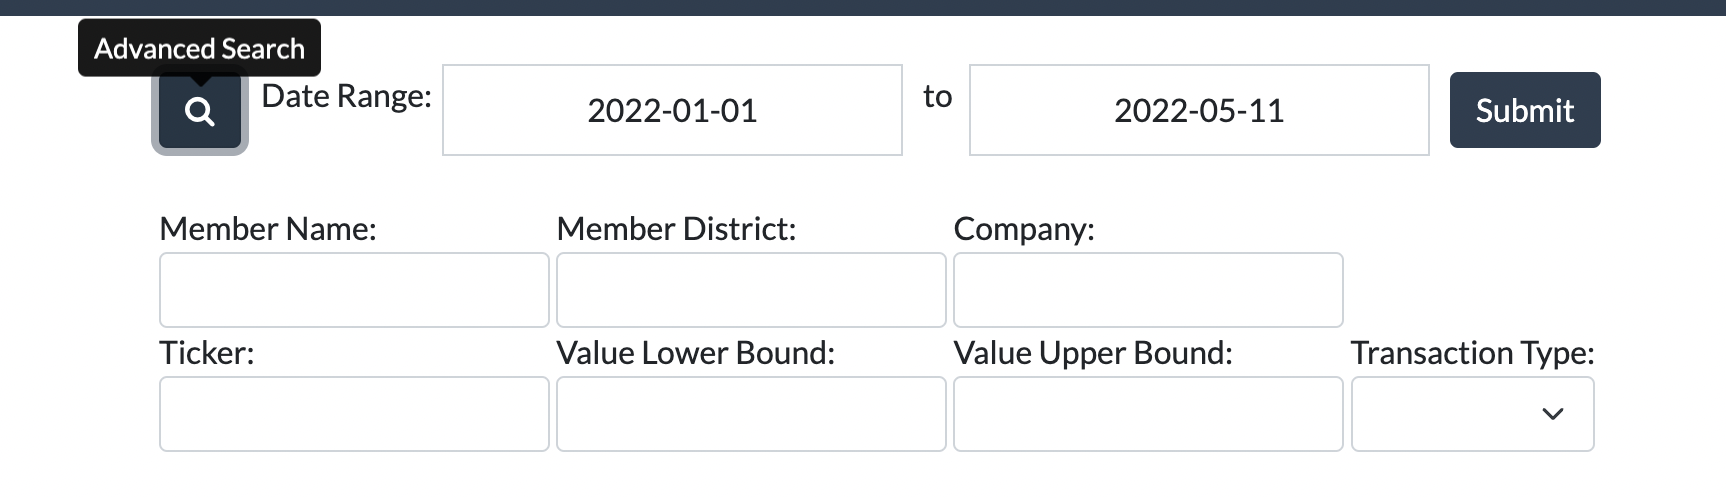 Advanced Search
Date Range: 2022-01-01 to 2022-05-11 Submit
Member Name: Member District: Company:
Ticker: Value Lower Bound: Value Upper Bound: Transaction Type: